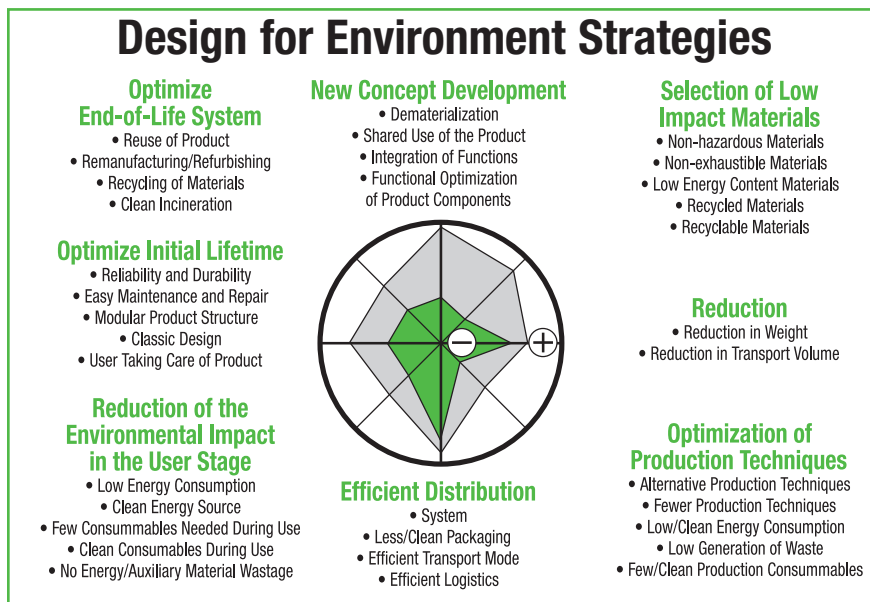 Design for Environment Strategies
Optimize
End-of-Life System
• Reuse of Product
• Remanufacturing/Refurbishing
• Recycling of Materials
• Clean Incineration
New Concept Development
• Dematerialization
• Shared Use of the Product
• Integration of Functions
• Functional Optimization
of Product Components
Selection of Low
Impact Materials
• Non-hazardous Materials
• Non-exhaustible Materials
• Low Energy Content Materials
• Recycled Materials
• Recyclable Materials
Optimize Initial Lifetime
• Reliability and Durability
• Easy Maintenance and Repair
• Modular Product Structure
• Classic Design
• User Taking Care of Product
− +
Reduction
• Reduction in Weight
• Reduction in Transport Volume
Reduction of the
Environmental Impact
in the User Stage
• Low Energy Consumption
• Clean Energy Source
• Few Consummables Needed During Use
• Clean Consumables During Use
• No Energy/Auxiliary Material Wastage
Efficient Distribution
• System
• Less/Clean Packaging
• Efficient Transport Mode
• Efficient Logistics
Optimization of
Production Techniques
• Alternative Production Techniques
• Fewer Production Techniques
• Low/Clean Energy Consumption
• Low Generation of Waste
• Few/Clean Production Consummables